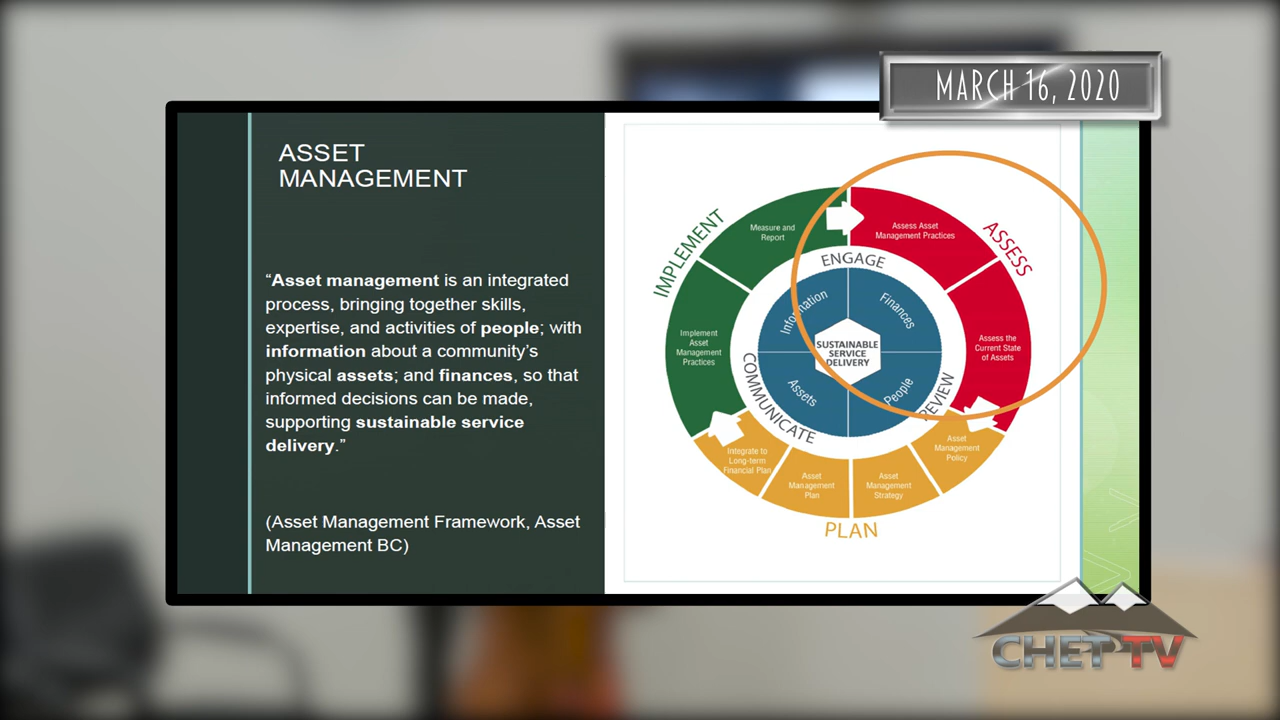 MARCH 16, 2020
ASSET
MANAGEMENT
“Asset management is an integrated
process, bringing together skills,
expertise, and activities of people; with
information about a community’s
physical assets; and finances, so that
informed decisions can be made,
supporting sustainable service
delivery.”
(Asset Management Framework, Asset
Management BC)
IMPLEMENT
Measure and
Report
Implement
Asset
Management
Practices
ASSESS
Assess Asset
Management Practices
Assess the
Current State
of Assets
PLAN
Integrate to
Long-term
Financial Plan
Asset
Management
Plan
Asset
Management
Strategy
Asset
Management
Policy
ENGAGE
COMMUNICATE
REVIEW
Information
Finances
Assets
People
SUSTAINABLE
SERVICE
DELIVERY
CHET TV